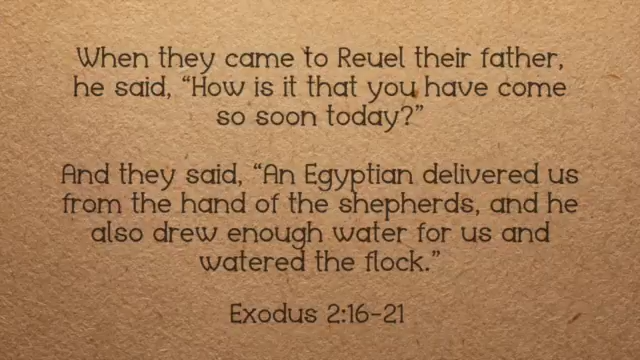 When they came to Reuel their father,
he said, “How is it that you have come
so soon today?”
And they said, “An Egyptian delivered us
from the hand of the shepherds, and he
also drew enough water for us and
watered the flock.”
Exodus 2:16-21